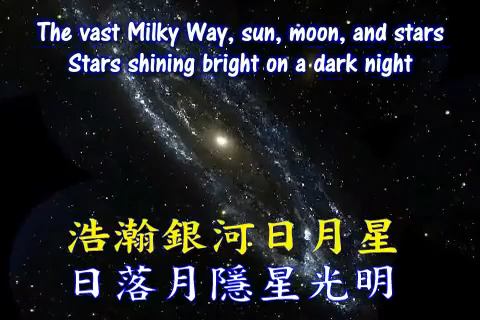 The vast Milky Way, sun, moon, and stars
Stars shining bright on a dark night
浩瀚銀河日月星
日落月隱星光明